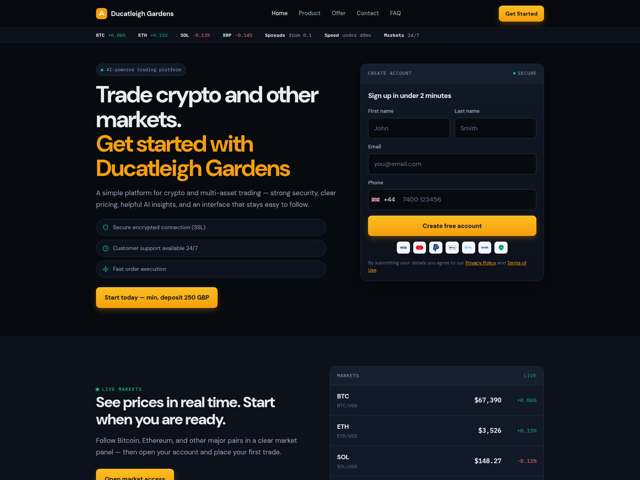 Ducatleigh Gardens
Home Product Offer Contact FAQ
Get Started
BTC +0.06% ETH +0.15% SOL -0.12% XRP -0.14% Spreads from 0.1 Speed under 40ms Markets 24/7
AI-powered trading platform
Trade crypto and other
markets.
Get started with
Ducatleigh Gardens
A simple platform for crypto and multi-asset trading — strong security, clear
pricing, helpful AI insights, and an interface that stays easy to follow.
Secure encrypted connection (SSL)
Customer support available 24/7
Fast order execution
Start today — min. deposit 250 GBP
CREATE ACCOUNT
SECURE
Sign up in under 2 minutes
First name
Last name
John
Smith
Email
you@email.com
Phone
+44 7400 123456
Create free account
By submitting your details you agree to our Privacy Policy and Terms of
Use.
LIVE MARKETS
See prices in real time. Start
when you are ready.
Follow Bitcoin, Ethereum, and other major pairs in a clear market
panel — then open your account and place your first trade.
Open market access
MARKETS
LIVE
BTC
BTC/USD
$67,390
+0.06%
ETH
ETH/USD
$3,526
+0.15%
SOL
SOL/USD
$148.27
-0.12%